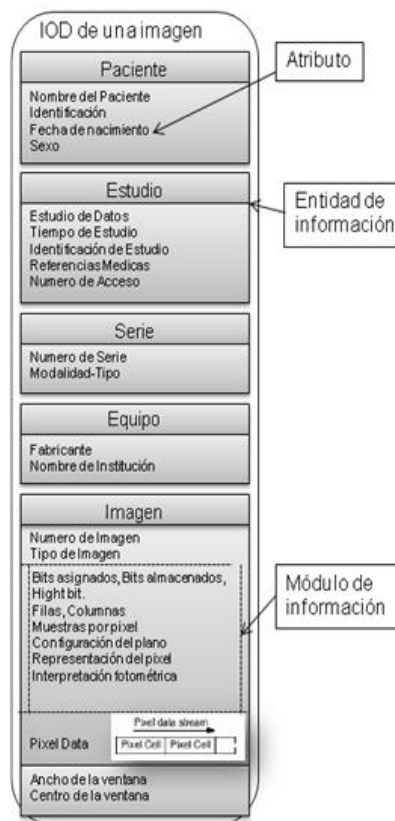 IOD de una imagen
Paciente
Nombre del Paciente
Identificación
Fecha de nacimiento
Sexo
Atributo
Estudio
Estudio de Datos
Tiempo de Estudio
Identificación de Estudio
Referencias Medicas
Numero de Acceso
Entidad de
información
Serie
Numero de Serie
Modalidad-Tipo
Equipo
Fabricante
Nombre de Institución
Imagen
Numero de Imagen
Tipo de Imagen
Bits asignados, Bits almacenados,
Hight bit.
Filas, Columnas
Muestras por pixel
Configuración del plano
Representación del pixel
Interpretación fotométrica
Módulo de
información
Pixel data stream
Pixel Data
Pixel Cell Pixel Cell
Ancho de la ventana
Centro de la ventana